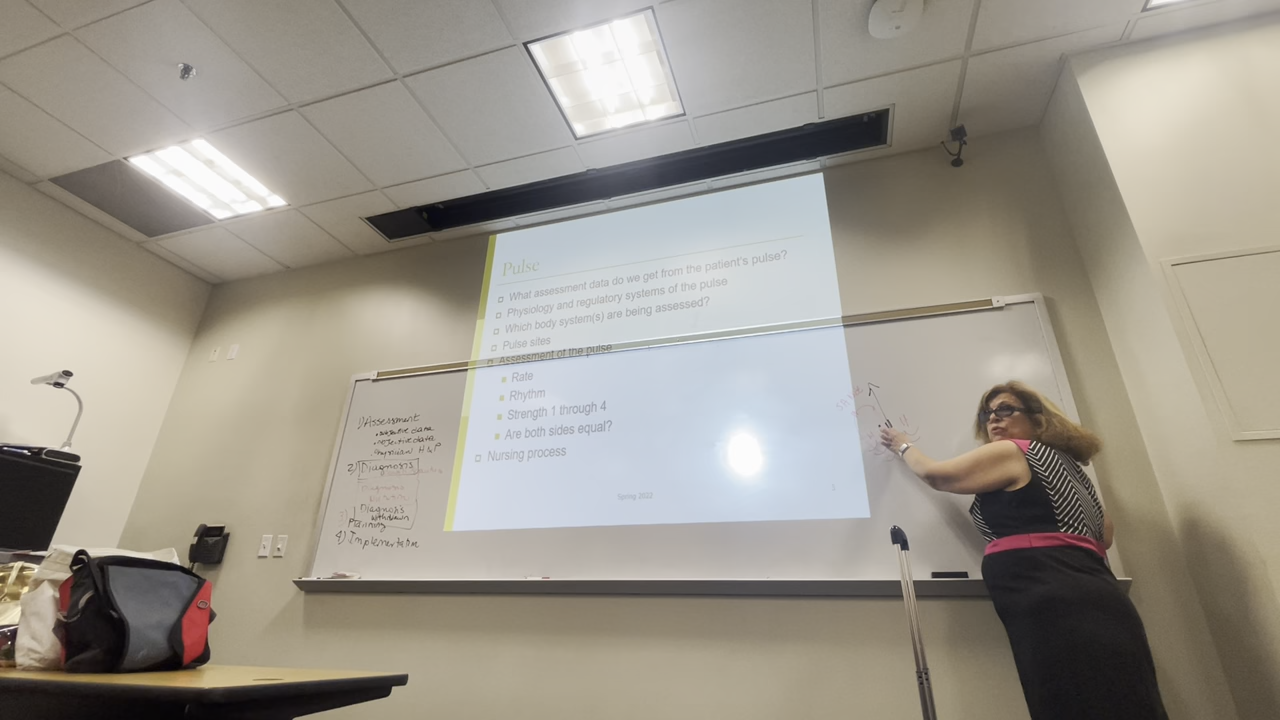 Pulse
What assessment data do we get from the patient's pulse?
Physiology and regulatory systems of the pulse
Which body system(s) are being assessed?
Pulse sites
Assessment of the pulse
Rate
Rhythm
Strength 1 through 4
Are both sides equal?
Nursing process
Spring 2022
1) Assessment
subjective data
objective data
H&P
2) Diagnosis
Diagnosis
Diagnosis
withdrawn
Planning
4) Implementation